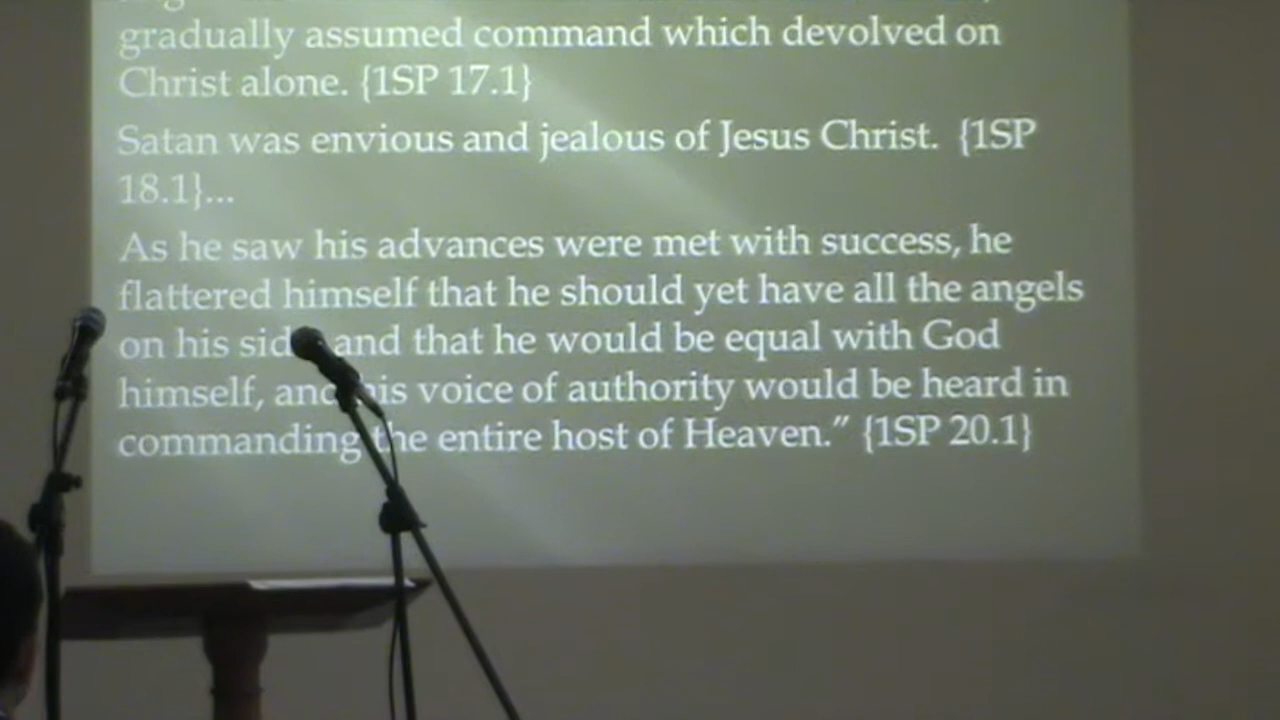 gradually assumed command which devolved on
Christ alone. {1SP 17.1}
Satan was envious and jealous of Jesus Christ. {1SP
18.1}...
As he saw his advances were met with success, he
flattered himself that he should yet have all the angels
on his side, and that he would be equal with God
himself, and his voice of authority would be heard in
commanding the entire host of Heaven.” {1SP 20.1}